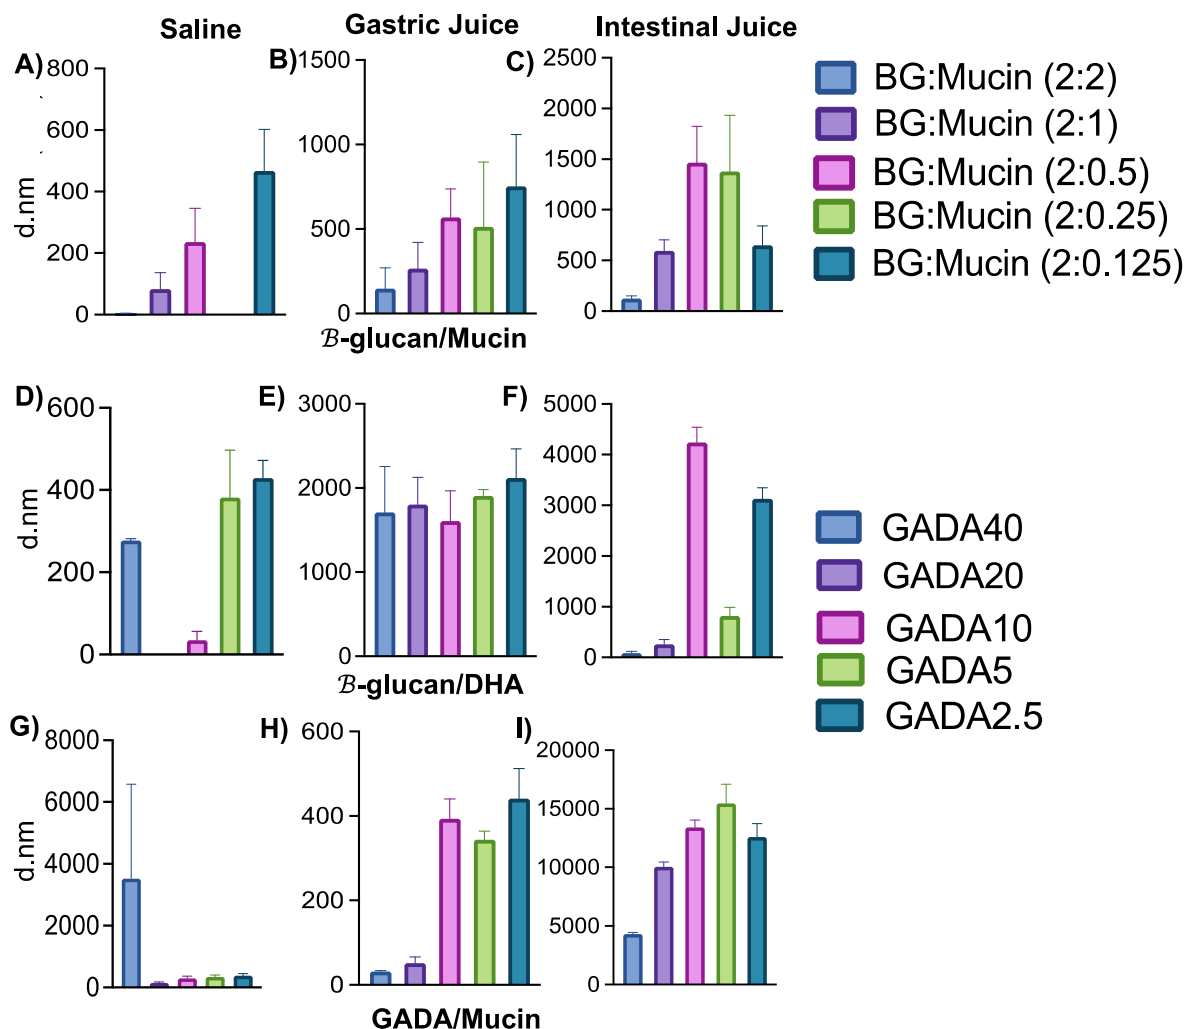 Saline
Gastric Juice
Intestinal Juice
A)
800
600
400
200
0
d.nm
B)
1500
1000
500
0
C)
2500
2000
1500
1000
500
0
BG:Mucin (2:2)
BG:Mucin (2:1)
BG:Mucin (2:0.5)
BG:Mucin (2:0.25)
BG:Mucin (2:0.125)
ℬ-glucan/Mucin
D)
600
400
200
0
d.nm
E)
3000
2000
1000
0
F)
5000
4000
3000
2000
1000
0
GADA40
GADA20
GADA10
GADA5
GADA2.5
ℬ-glucan/DHA
G)
8000
6000
4000
2000
0
d.nm
H)
600
400
200
0
I)
20000
15000
10000
5000
0
GADA/Mucin